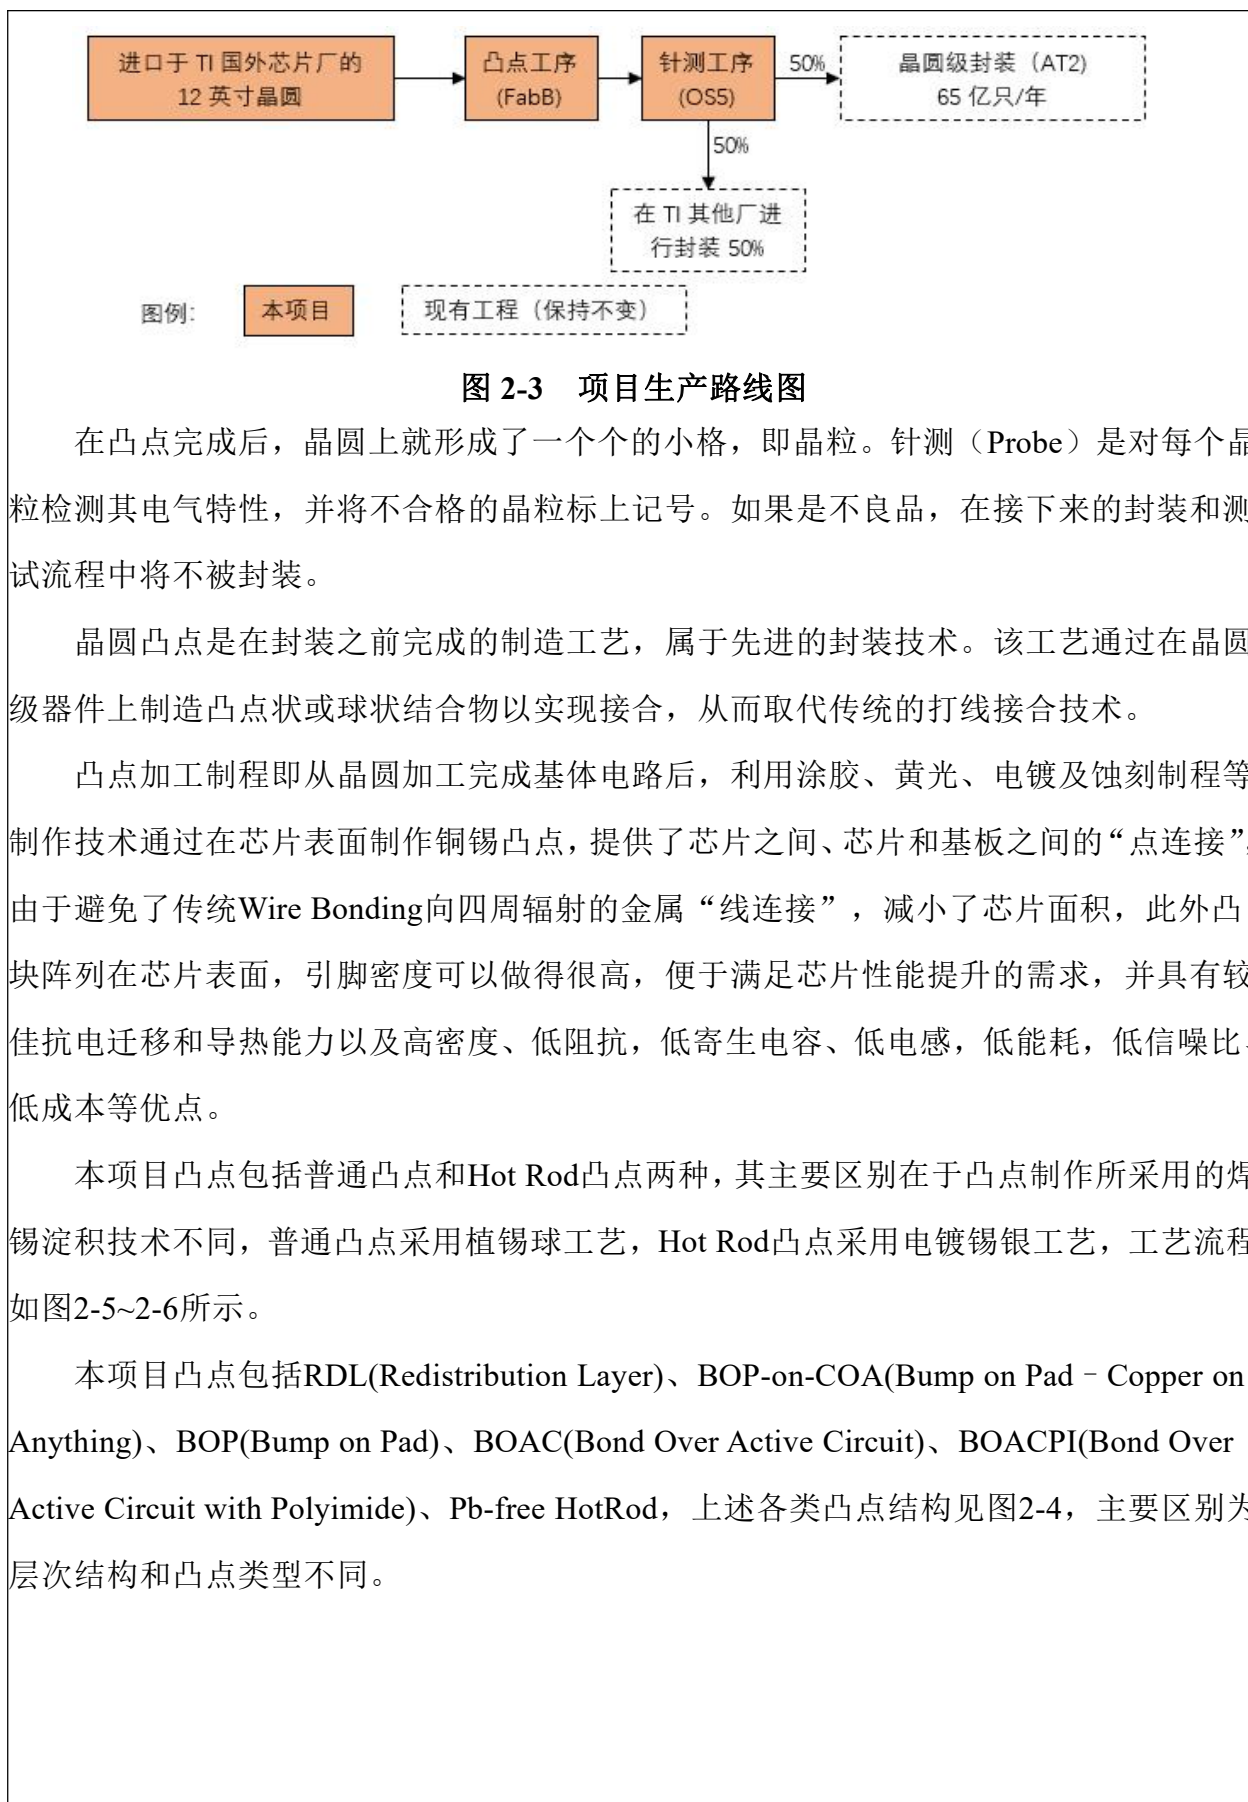 进口于 TI 国外芯片厂的
12 英寸晶圆
凸点工序
(FabB)
针测工序
(OS5)
50%
晶圆级封装（AT2)
65 亿只/年
50%
在 TI 其他厂进
行封装 50%
图例：
本项目
现有工程（保持不变）
图 2-3 项目生产路线图
在凸点完成后，晶圆上就形成了一个个的小格，即晶粒。针测（Probe）是对每个晶
粒检测其电气特性，并将不合格的晶粒标上记号。如果是不良品，在接下来的封装和测
试流程中将不被封装。
晶圆凸点是在封装之前完成的制造工艺，属于先进的封装技术。该工艺通过在晶圆
级器件上制造凸点状或球状结合物以实现接合，从而取代传统的打线接合技术。
凸点加工制程即从晶圆加工完成基体电路后，利用涂胶、黄光、电镀及蚀刻制程等
制作技术通过在芯片表面制作铜锡凸点，提供了芯片之间、芯片和基板之间的“点连接”，
由于避免了传统Wire Bonding向四周辐射的金属“线连接”，减小了芯片面积，此外凸
块阵列在芯片表面，引脚密度可以做得很高，便于满足芯片性能提升的需求，并具有较
佳抗电迁移和导热能力以及高密度、低阻抗，低寄生电容、低电感，低能耗，低信噪比、
低成本等优点。
本项目凸点包括普通凸点和Hot Rod凸点两种，其主要区别在于凸点制作所采用的焊
锡淀积技术不同，普通凸点采用植锡球工艺，Hot Rod凸点采用电镀锡银工艺，工艺流程
如图2-5~2-6所示。
本项目凸点包括RDL(Redistribution Layer)、BOP-on-COA(Bump on Pad－Copper on
Anything)、BOP(Bump on Pad)、BOAC(Bond Over Active Circuit)、BOACPI(Bond Over
Active Circuit with Polyimide)、Pb-free HotRod，上述各类凸点结构见图2-4，主要区别为
层次结构和凸点类型不同。